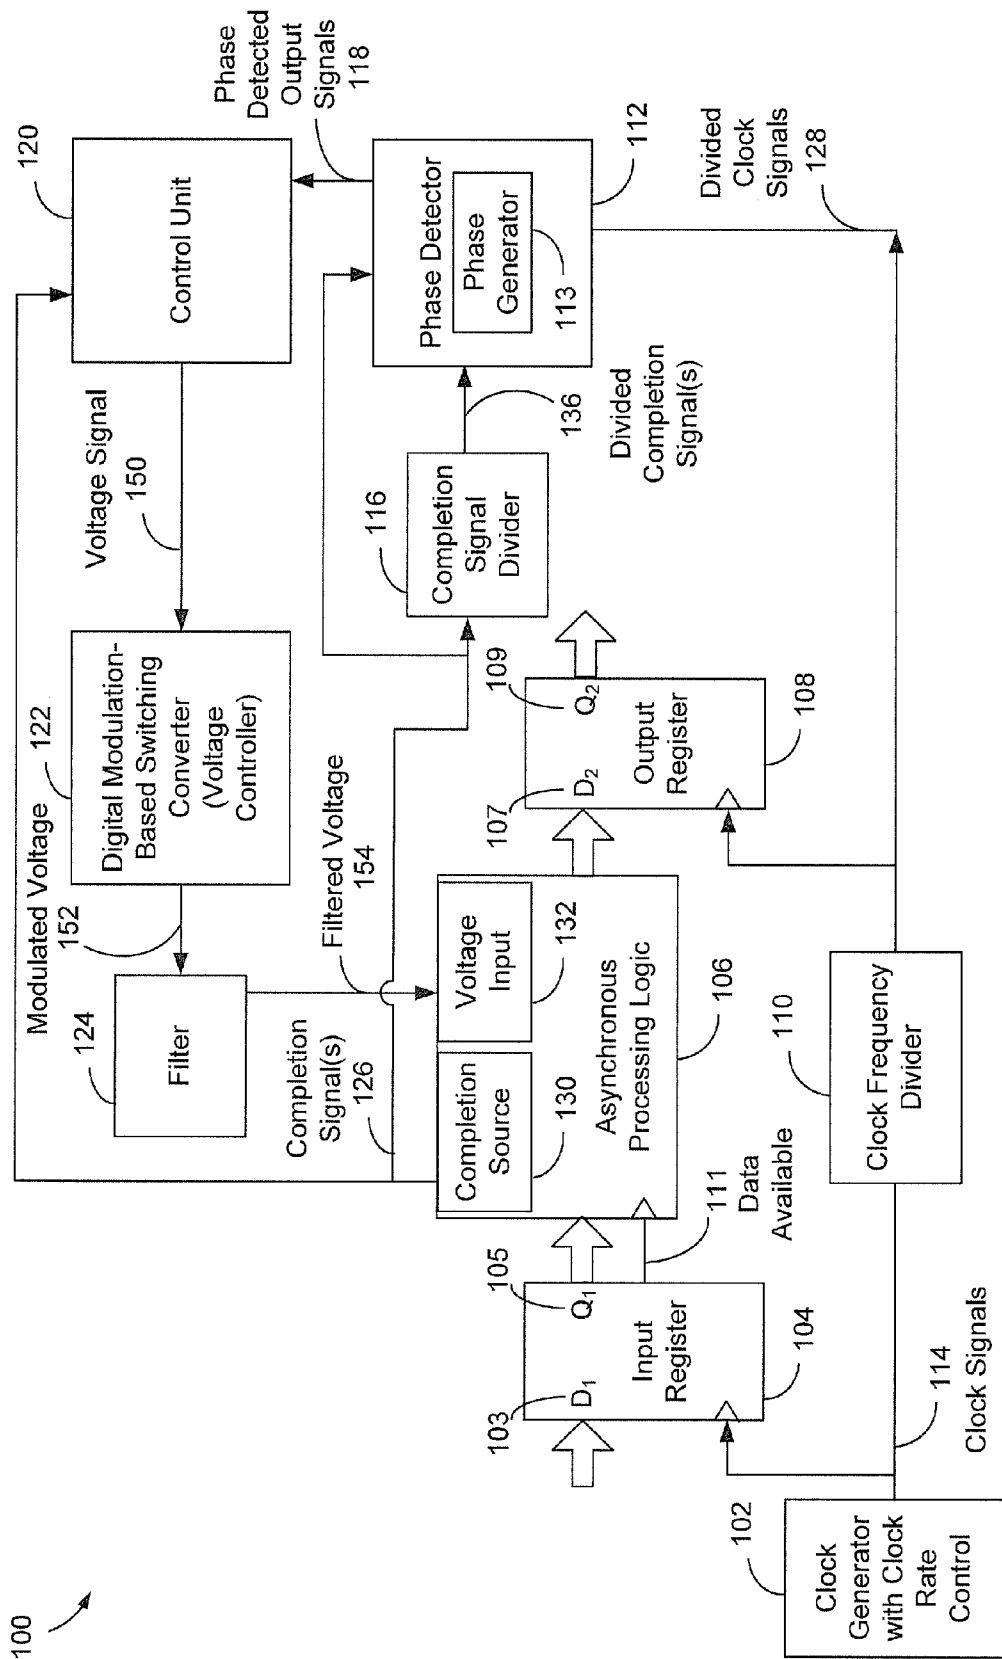 100
120
Control Unit
Phase
Detected
Output
Signals
118
Voltage Signal
150
122
Digital Modulation-
Based Switching
Converter
(Voltage
Controller)
Modulated Voltage
152
124
Filter
Filtered Voltage
154
Completion
Signal(s)
126
Phase Detector
Phase
Generator
113
112
116
Completion
Signal
Divider
136
Divided
Completion
Signal(s)
Divided
Clock
Signals
128
Completion
Source
130
Voltage
Input
132
Asynchronous
Processing Logic
106
107
109
D2
Q2
Output
Register
108
103
105
D1
Q1
Input
Register
104
111
Data
Available
102
Clock
Generator
with Clock
Rate
Control
114
Clock Signals
110
Clock Frequency
Divider